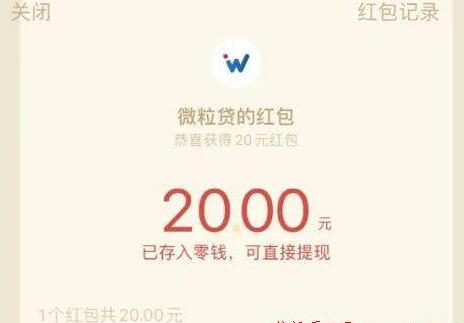 关闭 红包记录
W
微粒贷的红包
恭喜获得20元红包
20.00 元
已存入零钱，可直接提现
1个红包共20.00元